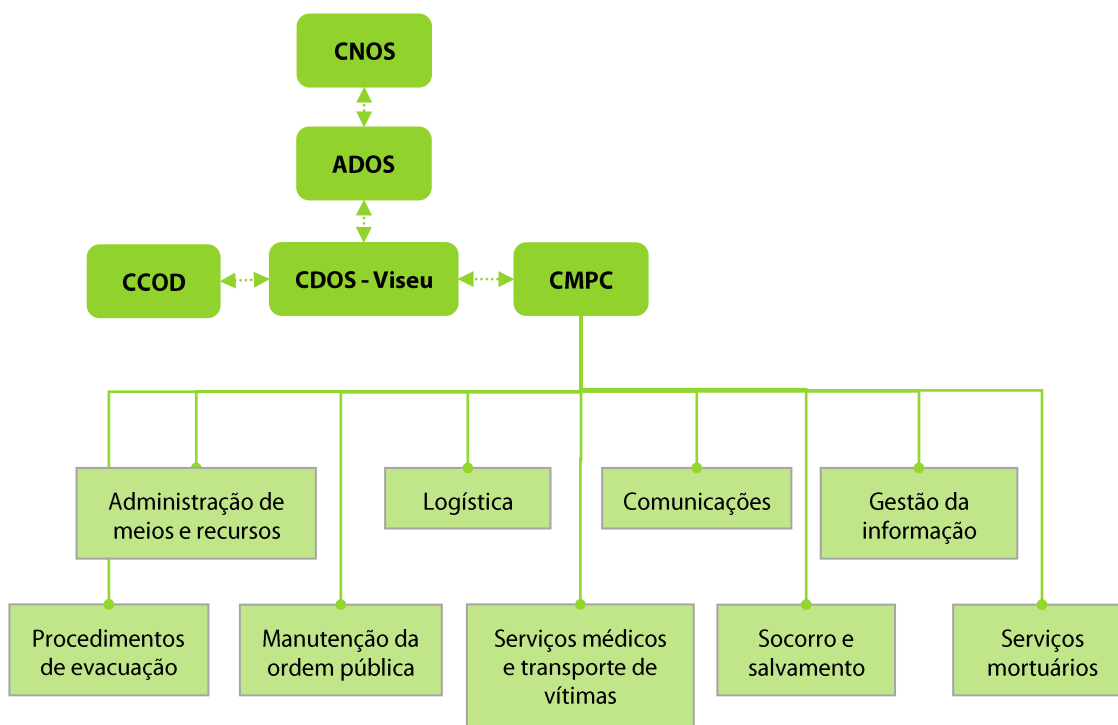 CNOS
ADOS
CCOD
CDOS - Viseu
CMPC
Administração de
meios e recursos
Logística
Comunicações
Gestão da
informação
Procedimentos
de evacuação
Manutenção da
ordem pública
Serviços médicos
e transporte de
vítimas
Socorro e
salvamento
Serviços
mortuários